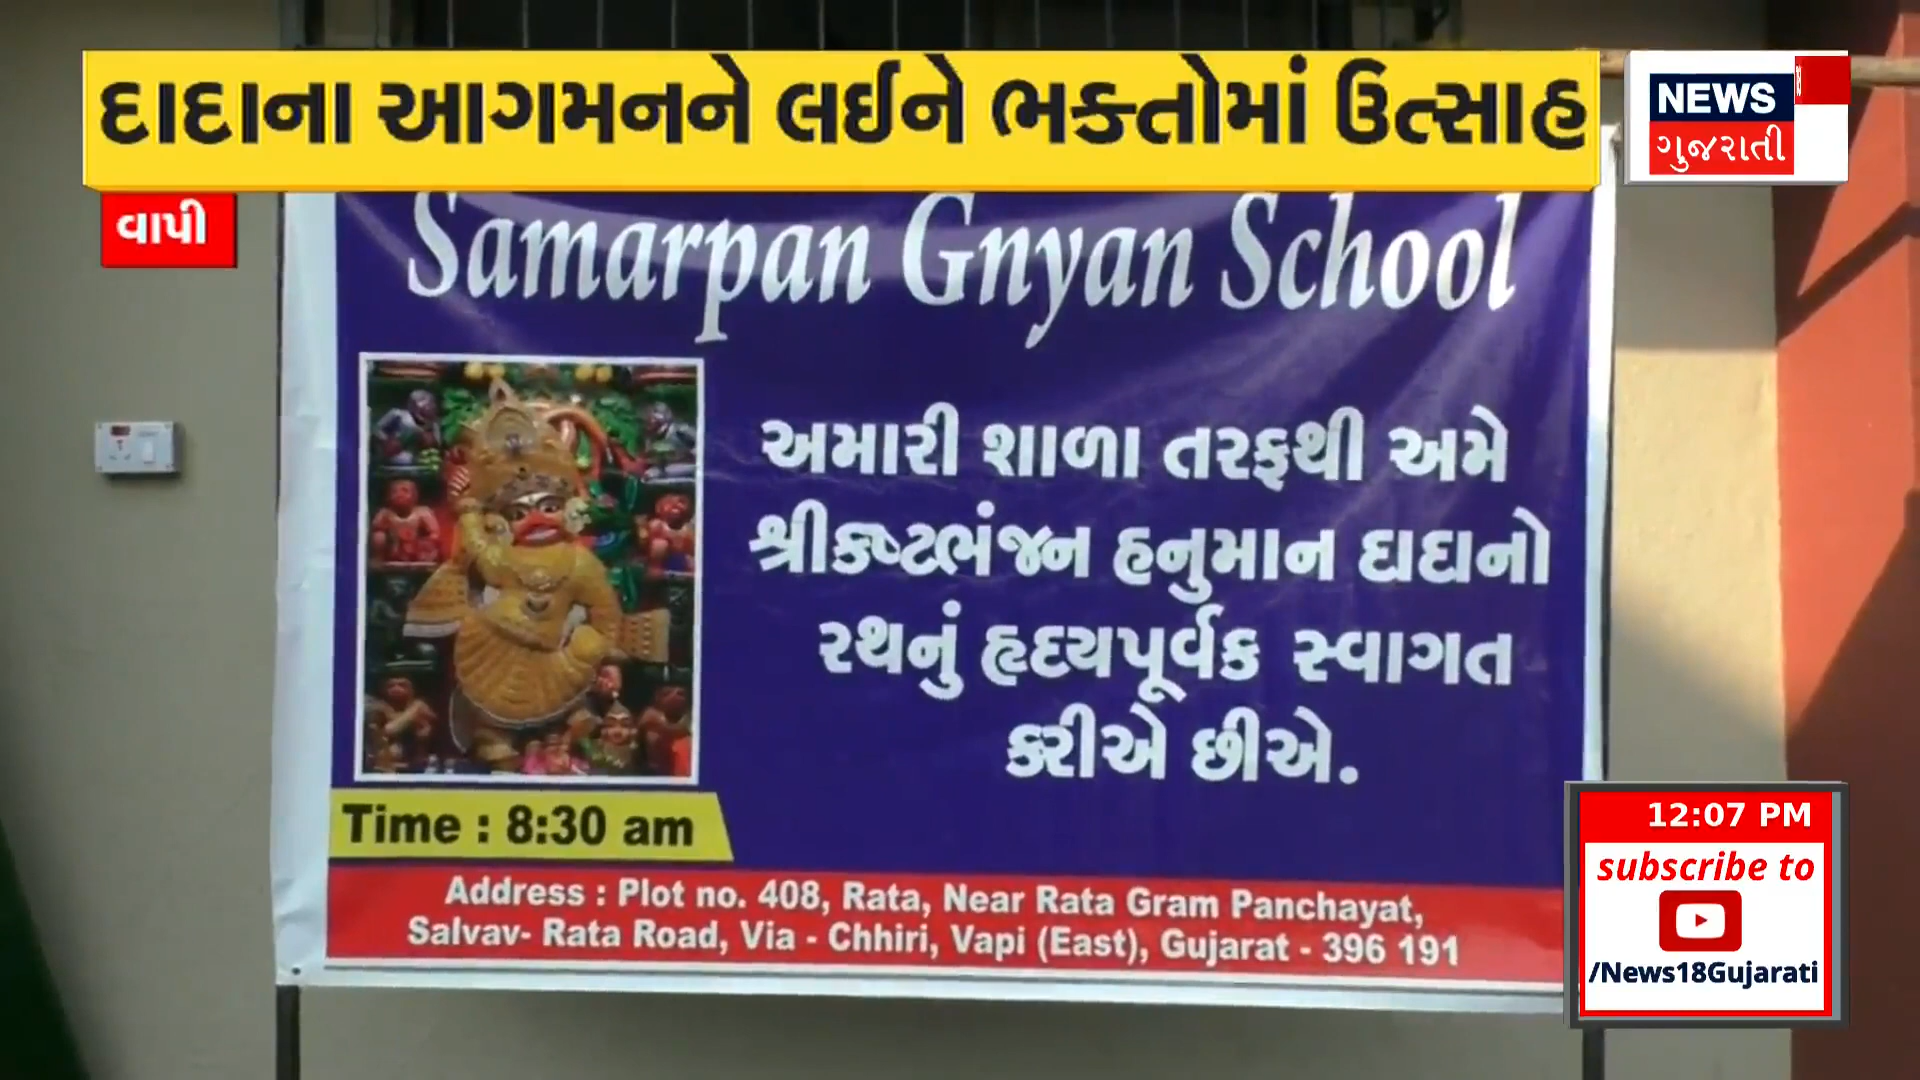 દાદાના આગમનને લઈને ભક્તોમાં ઉત્સાહ
NEWS
ગુજરાતી
વાપી
Samarpan Gnyan School
અમારી શાળા તરફથી અમે
શ્રીકષ્ટભંજન હનુમાન દાદાનો
રથનું હૃદયપૂર્વક સ્વાગત
કરીએ છીએ.
Time : 8:30 am
Address : Plot no. 408, Rata, Near Rata Gram Panchayat,
Salvav- Rata Road, Via - Chhiri, Vapi (East), Gujarat - 396 191
12:07 PM
subscribe to
/News18Gujarati